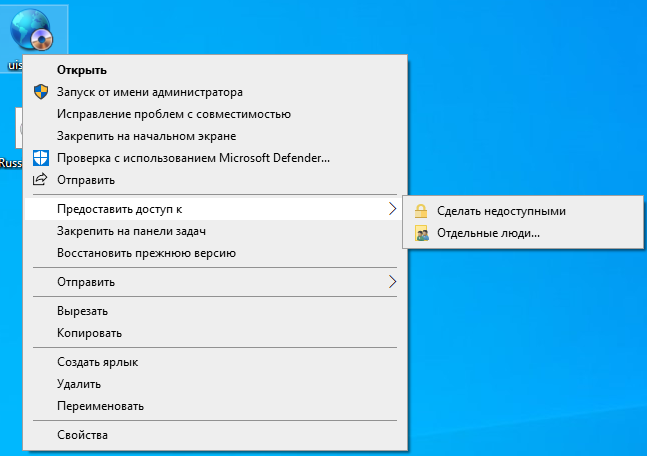 Открыть
Запуск от имени администратора
Исправление проблем с совместимостью
Закрепить на начальном экране
Проверка с использованием Microsoft Defender...
Отправить
Предоставить доступ к
Сделать недоступными
Отдельные люди...
Закрепить на панели задач
Восстановить прежнюю версию
Отправить
Вырезать
Копировать
Создать ярлык
Удалить
Переименовать
Свойства